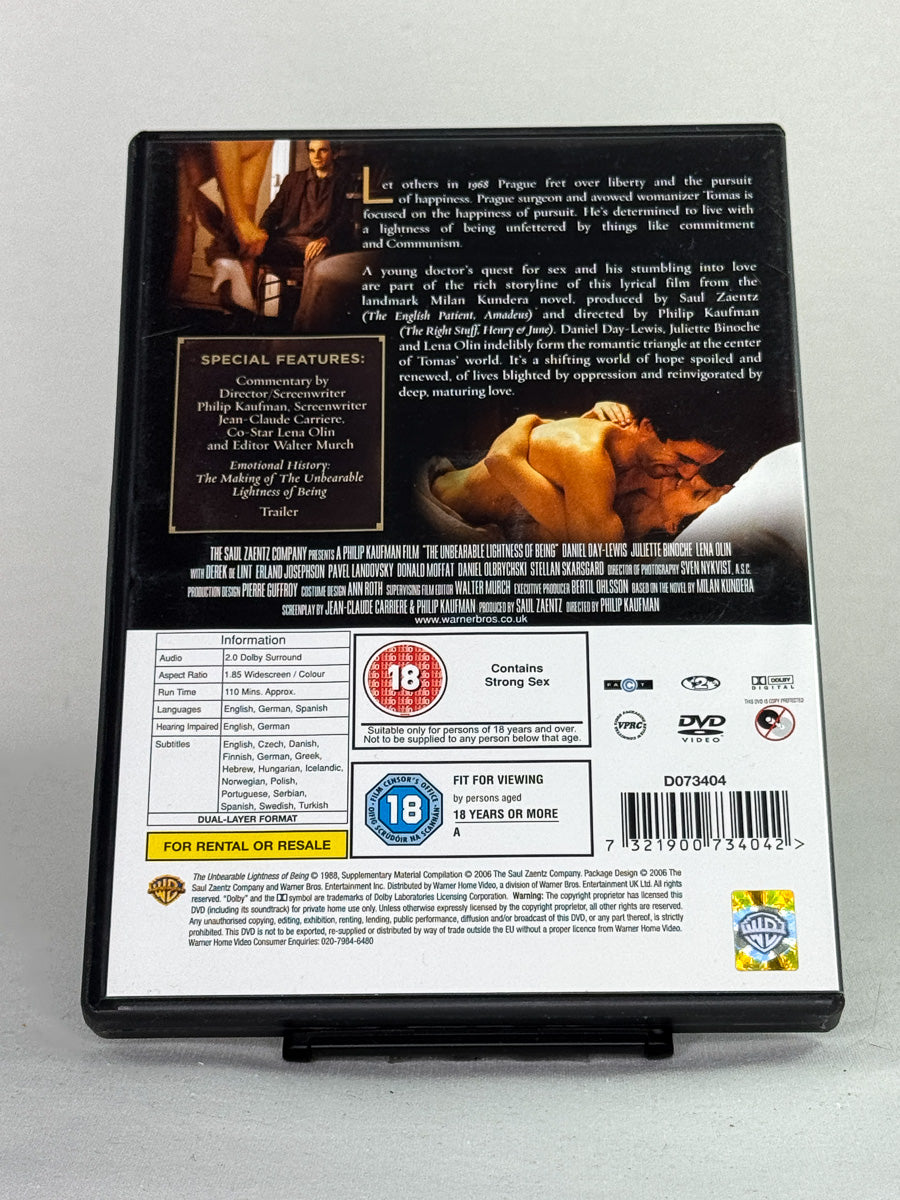 Let others in 1968 Prague fret over liberty and the pursuit
of happiness. Prague surgeon and avowed womanizer Tomas is
focused on the happiness of pursuit. He's determined to live with
a lightness of being unfettered by things like commitment
and Communism.
A young doctor's quest for sex and his stumbling into love
are part of the rich storyline of this lyrical film from the
landmark Milan Kundera novel, produced by Saul Zaentz
(The English Patient, Amadeus) and directed by Philip Kaufman
(The Right Stuff, Henry & June). Daniel Day-Lewis, Juliette Binoche
and Lena Olin indelibly form the romantic triangle at the center
of Tomas' world. It's a shifting world of hope spoiled and
renewed, of lives blighted by oppression and reinvigorated by
deep, maturing love.
SPECIAL FEATURES:
Commentary by
Director/Screenwriter
Philip Kaufman, Screenwriter
Jean-Claude Carriere,
Co-Star Lena Olin
and Editor Walter Murch
Emotional History:
The Making of The Unbearable
Lightness of Being
Trailer
THE SAUL ZAENTZ COMPANY PRESENTS A PHILIP KAUFMAN FILM "THE UNBEARABLE LIGHTNESS OF BEING" DANIEL DAY-LEWIS JULIETTE BINOCHE LENA OLIN
WITH DEREK DE LINT ERLAND JOSEPHSON PAVEL LANDOVSKY DONALD MOFFAT DANIEL OLBRYCHSKI STELLAN SKARSGARD DIRECTOR OF PHOTOGRAPHY SVEN NYKVIST, A.S.C.
PRODUCTION DESIGN PIERRE GUFFROY COSTUME DESIGN ANN ROTH SUPERVISING FILM EDITOR WALTER MURCH EXECUTIVE PRODUCER BERTIL OHLSSON BASED ON THE NOVEL BY MILAN KUNDERA
SCREENPLAY BY JEAN-CLAUDE CARRIERE & PHILIP KAUFMAN PRODUCED BY SAUL ZAENTZ DIRECTED BY PHILIP KAUFMAN
www.warnerbros.co.uk
Information
Audio 2.0 Dolby Surround
Aspect Ratio 1.85 Widescreen / Colour
Run Time 110 Mins. Approx.
Languages English, German, Spanish
Hearing Impaired English, German
Subtitles English, Czech, Danish,
Finnish, German, Greek,
Hebrew, Hungarian, Icelandic,
Norwegian, Polish,
Portuguese, Serbian,
Spanish, Swedish, Turkish
DUAL-LAYER FORMAT
FOR RENTAL OR RESALE
18
Contains
Strong Sex
Suitable only for persons of 18 years and over.
Not to be supplied to any person below that age.
FILM CENSOR'S OFFICE
18
OIFIG SCRÚDÓIR NA SCANNÁN
FIT FOR VIEWING
by persons aged
18 YEARS OR MORE
A
FACT
2
DOLBY
DIGITAL
THIS DVD IS COPY PROTECTED
VPRC
DVD
VIDEO
D073404
7 321900 734042 >
The Unbearable Lightness of Being © 1988, Supplementary Material Compilation © 2006 The Saul Zaentz Company. Package Design © 2006 The
Saul Zaentz Company and Warner Bros. Entertainment Inc. Distributed by Warner Home Video, a division of Warner Bros. Entertainment UK Ltd. All rights
reserved. "Dolby" and the symbol are trademarks of Dolby Laboratories Licensing Corporation. Warning: The copyright proprietor has licensed this
DVD (including its soundtrack) for private home use only. Unless otherwise expressly licensed by the copyright proprietor, all other rights are reserved.
Any unauthorised copying, editing, exhibition, renting, lending, public performance, diffusion and/or broadcast of this DVD, or any part thereof, is strictly
prohibited. This DVD is not to be exported, re-supplied or distributed by way of trade outside the EU without a proper licence from Warner Home Video.
Warner Home Video Consumer Enquiries: 020-7984-6480